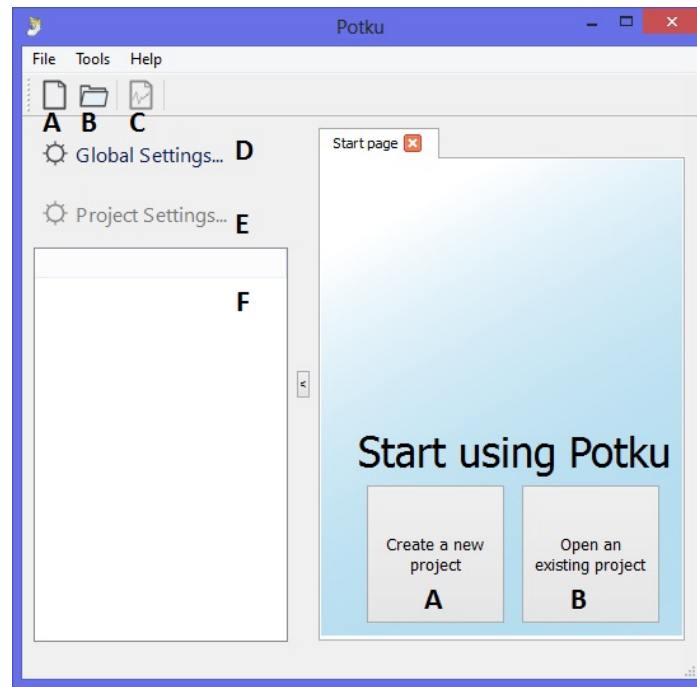 Potku
File Tools Help
A B C
Global Settings... D
Project Settings... E
F
Start page
<
Start using Potku
Create a new
project
A
Open an
existing project
B